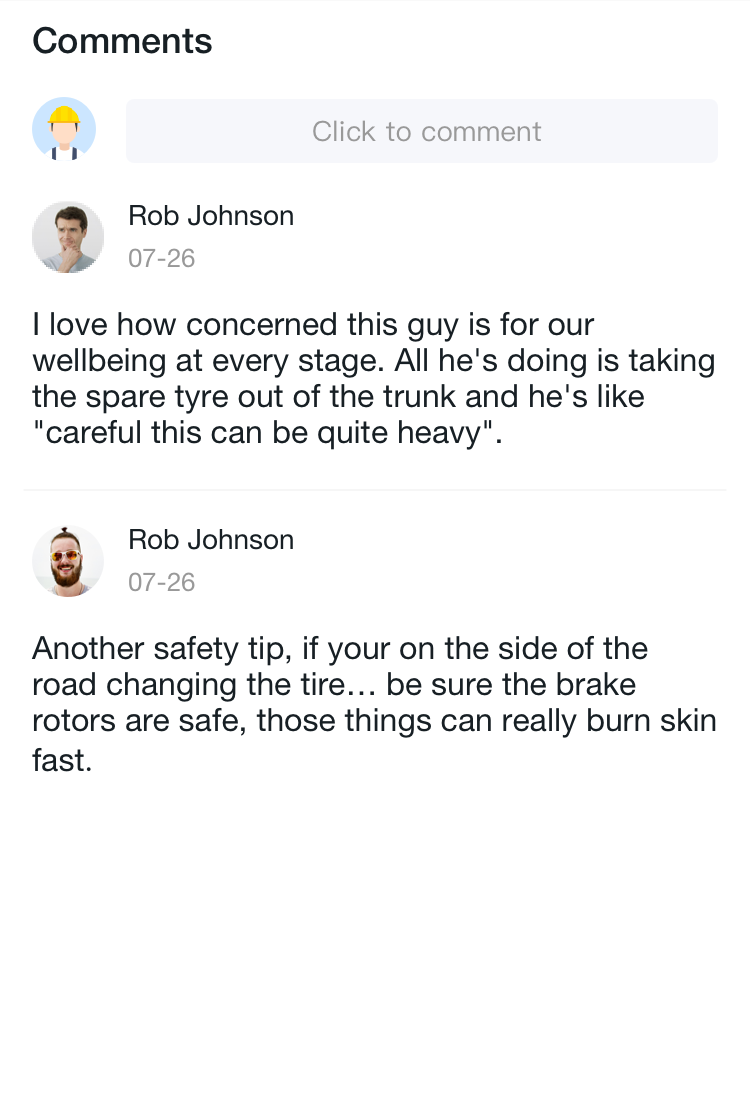 Comments
Click to comment
Rob Johnson
07-26
I love how concerned this guy is for our
wellbeing at every stage. All he's doing is taking
the spare tyre out of the trunk and he's like
"careful this can be quite heavy".
Rob Johnson
07-26
Another safety tip, if your on the side of the
road changing the tire… be sure the brake
rotors are safe, those things can really burn skin
fast.